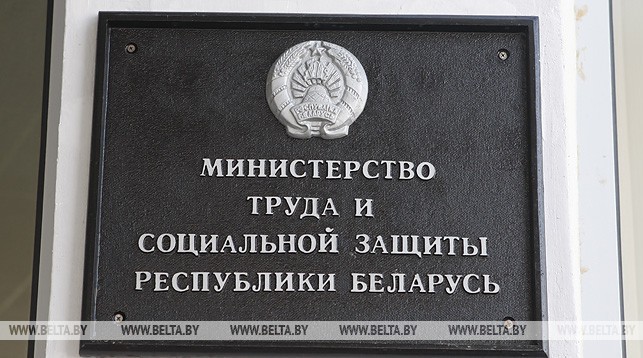 МИНИСТЕРСТВО
ТРУДА И
СОЦИАЛЬНОЙ ЗАЩИТЫ
РЕСПУБЛИКИ БЕЛАРУСЬ
WWW.BELTA.BY WWW.BELTA.BY WWW.BELTA.BY WWW.BELTA.BY WWW.BELTA.BY